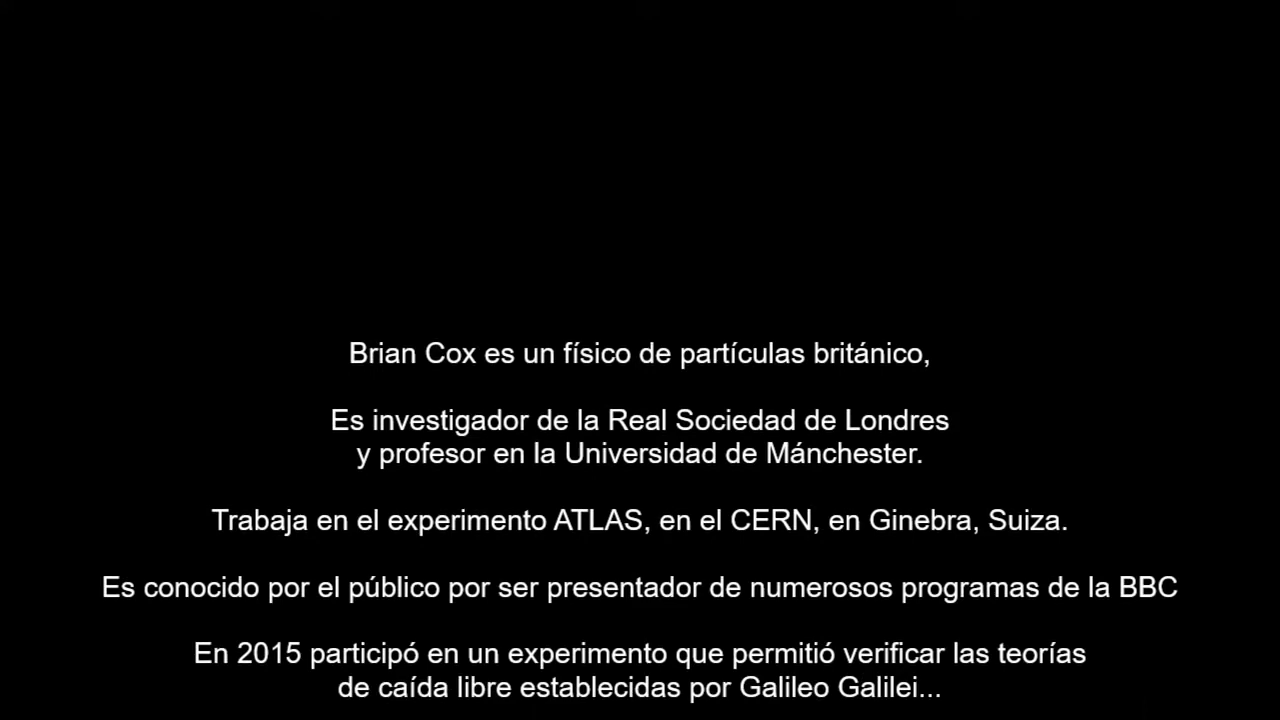 Brian Cox es un físico de partículas británico,
Es investigador de la Real Sociedad de Londres
y profesor en la Universidad de Mánchester.
Trabaja en el experimento ATLAS, en el CERN, en Ginebra, Suiza.
Es conocido por el público por ser presentador de numerosos programas de la BBC
En 2015 participó en un experimento que permitió verificar las teorías
de caída libre establecidas por Galileo Galilei...